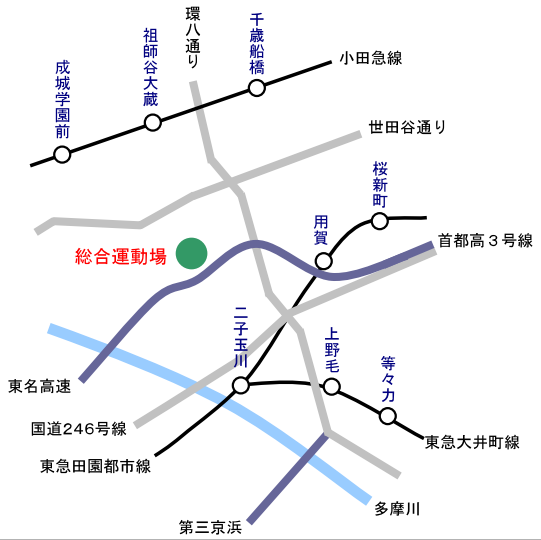 環八通り
千歳船橋
祖師谷大蔵
成城学園前
小田急線
世田谷通り
桜新町
用賀
首都高３号線
総合運動場
二子玉川
上野毛
等々力
東名高速
国道246号線
東急大井町線
東急田園都市線
多摩川
第三京浜